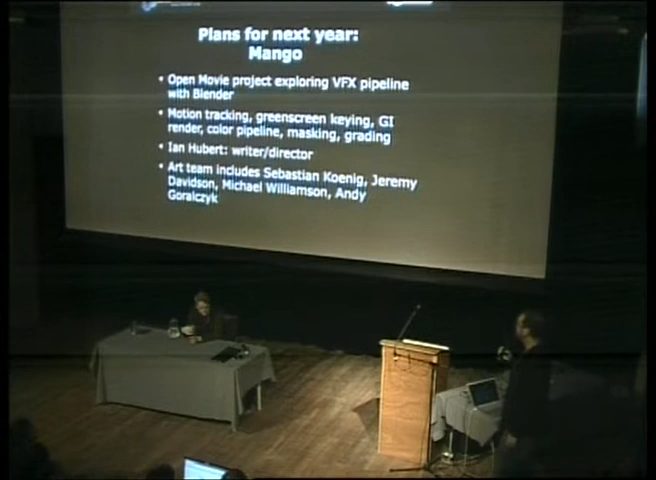 Plans for next year:
Mango
• Open Movie project exploring VFX pipeline
with Blender
• Motion tracking, greenscreen keying, GI
render, color pipeline, masking, grading
• Ian Hubert: writer/director
• Art team includes Sebastian Koenig, Jeremy
Davidson, Michael Williamson, Andy
Goralczyk